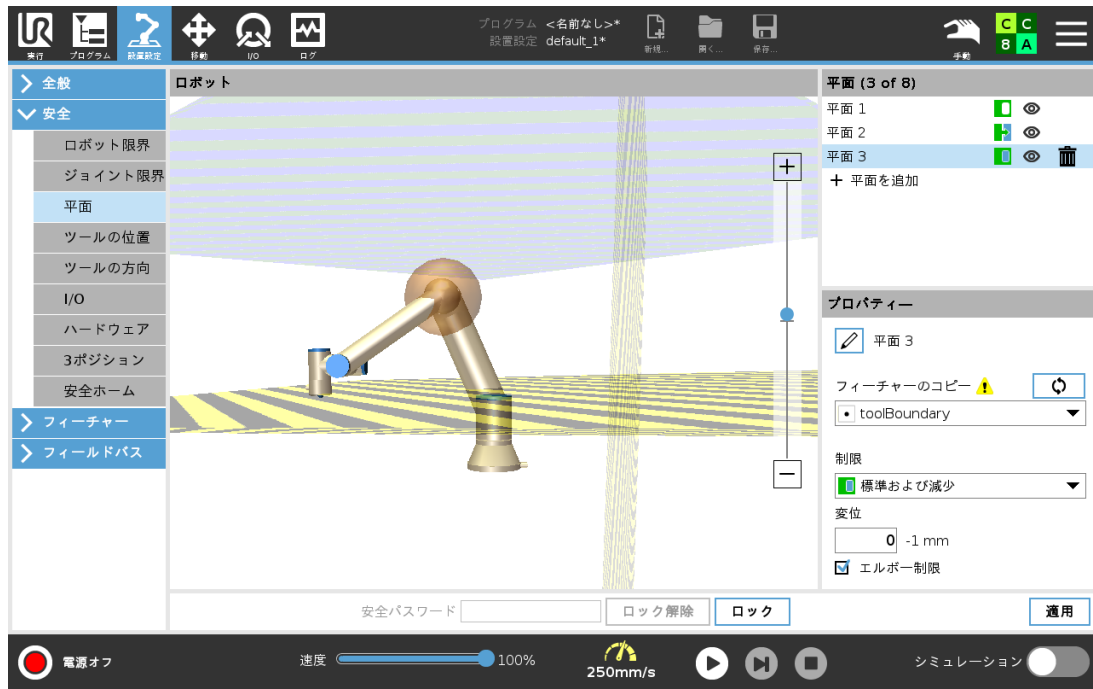 UR
実行
プログラム
設置設定
移動
I/O
ログ
プログラム <名前なし>*
設置設定 default_1*
新規...
開く...
保存...
手動
C C
8 A
全般
安全
ロボット限界
ジョイント限界
平面
ツールの位置
ツールの方向
I/O
ハードウェア
3ポジション
安全ホーム
フィーチャー
フィールドバス
ロボット
平面 (3 of 8)
平面 1
平面 2
平面 3
+ 平面を追加
プロパティー
平面 3
フィーチャーのコピー
toolBoundary
制限
標準および減少
変位
0 -1 mm
エルボー制限
安全パスワード
ロック解除
ロック
適用
電源オフ
速度
100%
250mm/s
シミュレーション